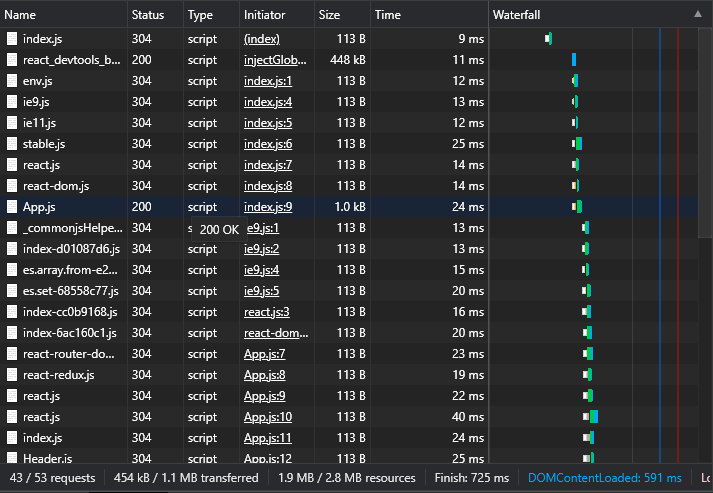 Name Status Type Initiator Size Time Waterfall
index.js 304 script (index) 113 B 9 ms
react_devtools_b... 200 script injectGlob... 448 kB 11 ms
env.js 304 script index.js:1 113 B 12 ms
ie9.js 304 script index.js:4 113 B 13 ms
ie11.js 304 script index.js:5 113 B 12 ms
stable.js 304 script index.js:6 113 B 25 ms
react.js 304 script index.js:7 113 B 14 ms
react-dom.js 304 script index.js:8 113 B 14 ms
App.js 200 script index.js:9 1.0 kB 24 ms
_commonjsHelpe... 304 s ie9.js:1 113 B 13 ms
200 OK
index-d01087d6.js 304 script ie9.js:2 113 B 13 ms
es.array.from-e2... 304 script ie9.js:4 113 B 15 ms
es.set-68558c77.js 304 script ie9.js:5 113 B 20 ms
index-cc0b9168.js 304 script react.js:3 113 B 16 ms
index-6ac160c1.js 304 script react-dom... 113 B 20 ms
react-router-do... 304 script App.js:7 113 B 23 ms
react-redux.js 304 script App.js:8 113 B 19 ms
react.js 304 script App.js:9 113 B 22 ms
react.js 304 script App.js:10 113 B 40 ms
index.js 304 script App.js:11 113 B 24 ms
Header.js 304 script App.js:12 113 B 25 ms
43 / 53 requests 454 kB / 1.1 MB transferred 1.9 MB / 2.8 MB resources Finish: 725 ms DOMContentLoaded: 591 ms Lo